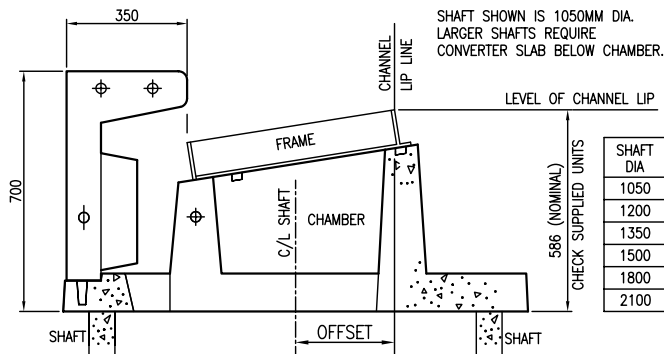 350
SHAFT SHOWN IS 1050MM DIA.
LARGER SHAFTS REQUIRE
CONVERTER SLAB BELOW CHAMBER.
CHANNEL
LIP LINE
LEVEL OF CHANNEL LIP
FRAME
700
C/L SHAFT
CHAMBER
586 (NOMINAL)
CHECK SUPPLIED UNITS
SHAFT
DIA
1050
1200
1350
1500
1800
2100
SHAFT
OFFSET
SHAFT